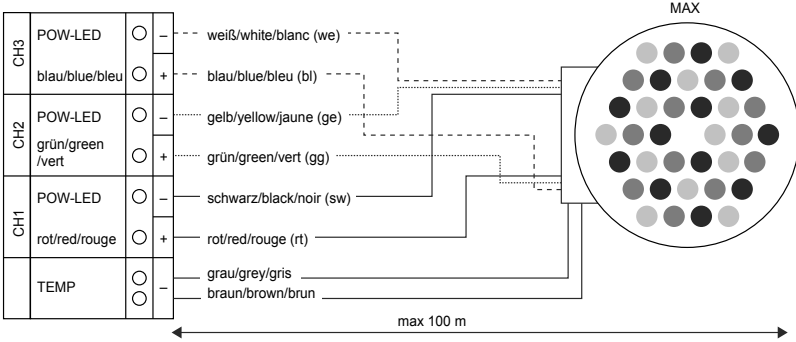 MAX
CH3
POW-LED
–
weiß/white/blanc (we)
blau/blue/bleu
+
blau/blue/bleu (bl)
CH2
POW-LED
–
gelb/yellow/jaune (ge)
grün/green
/vert
+
grün/green/vert (gg)
CH1
POW-LED
–
schwarz/black/noir (sw)
rot/red/rouge
+
rot/red/rouge (rt)
TEMP
–
grau/grey/gris
braun/brown/brun
max 100 m